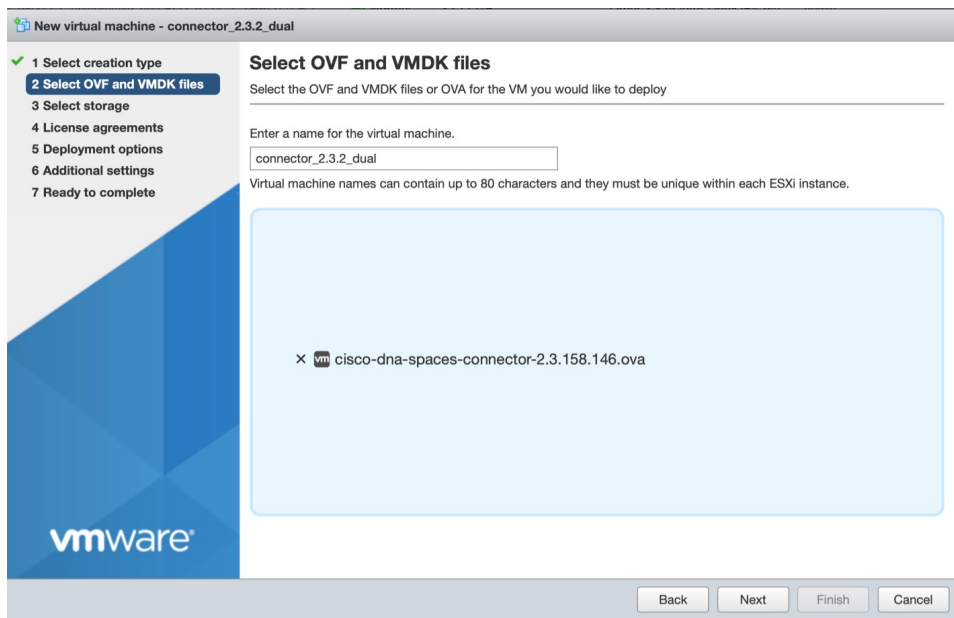 New virtual machine - connector_2.3.2_dual
1 Select creation type
2 Select OVF and VMDK files
3 Select storage
4 License agreements
5 Deployment options
6 Additional settings
7 Ready to complete
vmware®
Select OVF and VMDK files
Select the OVF and VMDK files or OVA for the VM you would like to deploy
Enter a name for the virtual machine.
connector_2.3.2_dual
Virtual machine names can contain up to 80 characters and they must be unique within each ESXi instance.
× vm cisco-dna-spaces-connector-2.3.158.146.ova
Back Next Finish Cancel